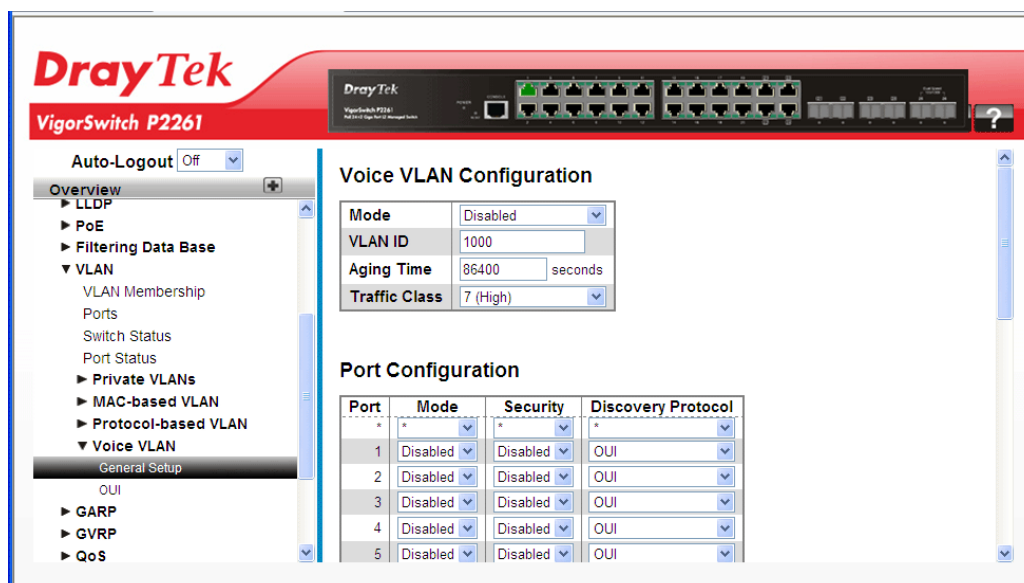 DrayTek
VigorSwitch P2261
DrayTek
VigorSwitch P2261
?
Auto-Logout Off
Overview
LLDP
PoE
Filtering Data Base
VLAN
VLAN Membership
Ports
Switch Status
Port Status
Private VLANs
MAC-based VLAN
Protocol-based VLAN
Voice VLAN
General Setup
OUI
GARP
GVRP
QoS
Voice VLAN Configuration
Mode Disabled
VLAN ID 1000
Aging Time 86400 seconds
Traffic Class 7 (High)
Port Configuration
Port Mode Security Discovery Protocol
* * * *
1 Disabled Disabled OUI
2 Disabled Disabled OUI
3 Disabled Disabled OUI
4 Disabled Disabled OUI
5 Disabled Disabled OUI